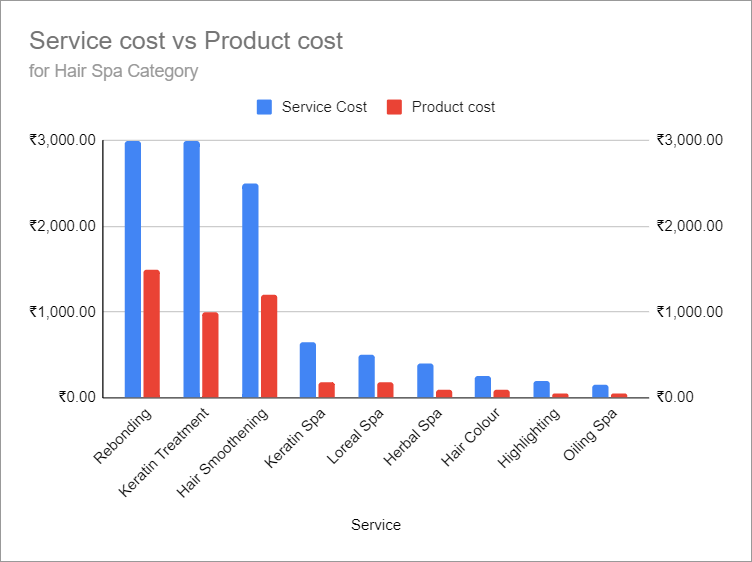 Service cost vs Product cost
for Hair Spa Category
Service Cost Product cost
₹3,000.00 ₹3,000.00
₹2,000.00 ₹2,000.00
₹1,000.00 ₹1,000.00
₹0.00 ₹0.00
Rebonding
Keratin Treatment
Hair Smoothening
Keratin Spa
Loreal Spa
Herbal Spa
Hair Colour
Highlighting
Oiling Spa
Service